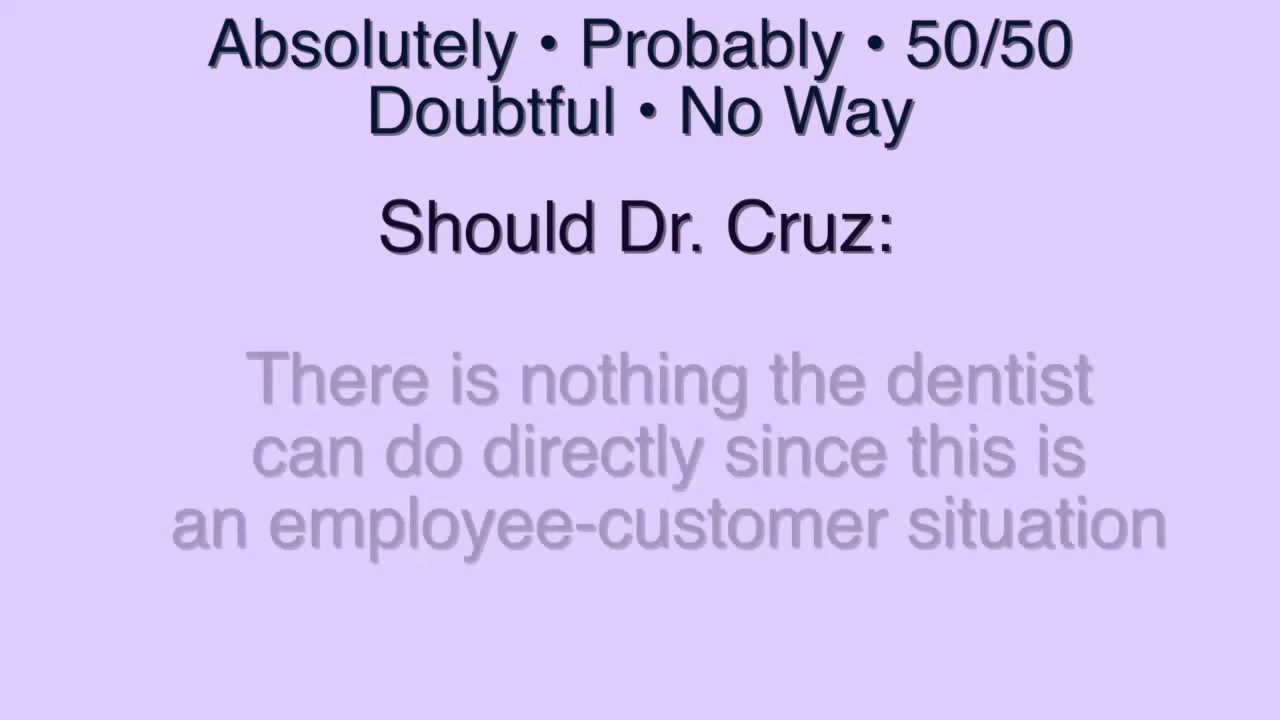 Absolutely • Probably • 50/50
Doubtful • No Way
Should Dr. Cruz:
There is nothing the dentist
can do directly since this is
an employee-customer situation